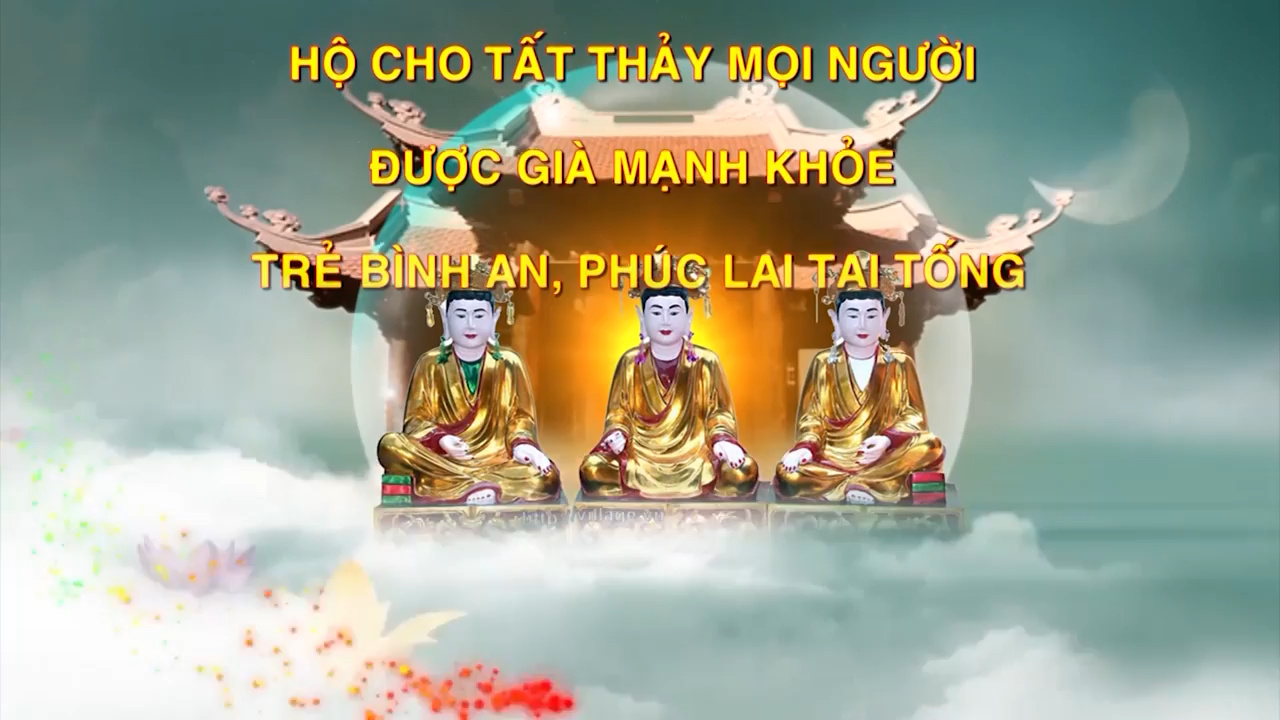 HỘ CHO TẤT THẢY MỌI NGƯỜI
ĐƯỢC GIÀ MẠNH KHỎE
TRẺ BÌNH AN, PHÚC LAI TAI TỐNG